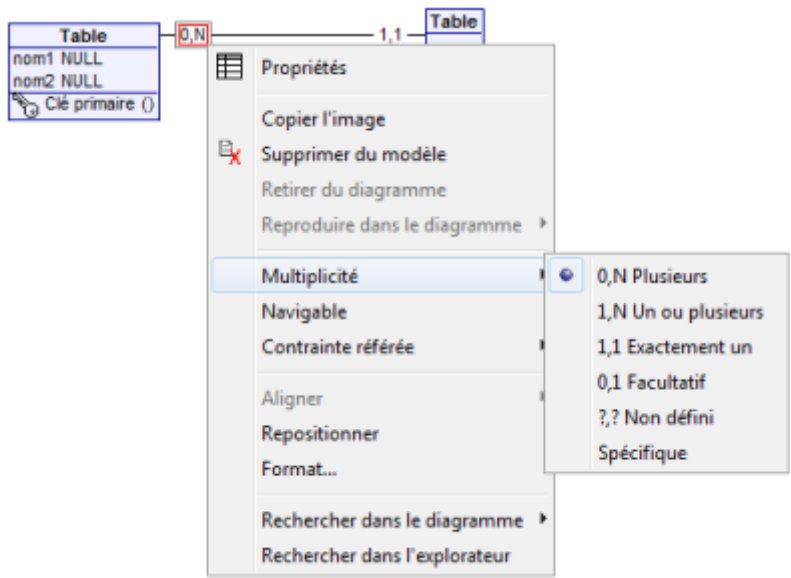 Table
Table
0,N
1,1
nom1 NULL
nom2 NULL
Clé primaire ()
Propriétés
Copier l'image
Supprimer du modèle
Retirer du diagramme
Reproduire dans le diagramme
Multiplicité
Navigable
Contrainte référée
Aligner
Repositionner
Format...
Rechercher dans le diagramme
Rechercher dans l'explorateur
0,N Plusieurs
1,N Un ou plusieurs
1,1 Exactement un
0,1 Facultatif
?,? Non défini
Spécifique